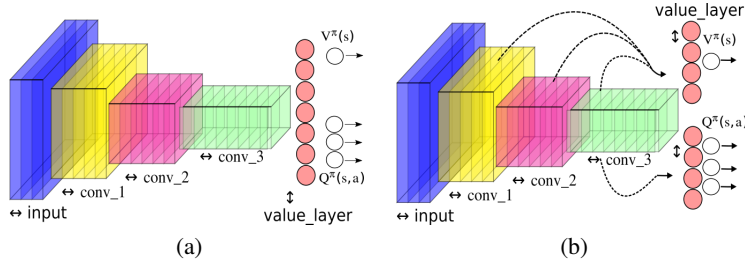 V^π(s)
Q^π(s,a)
↔ conv_3
↔ conv_2
↔ conv_1
↔ input
value_layer
(a)
value_layer
V^π(s)
Q^π(s,a)
↔ conv_3
↔ conv_2
↔ conv_1
↔ input
(b)